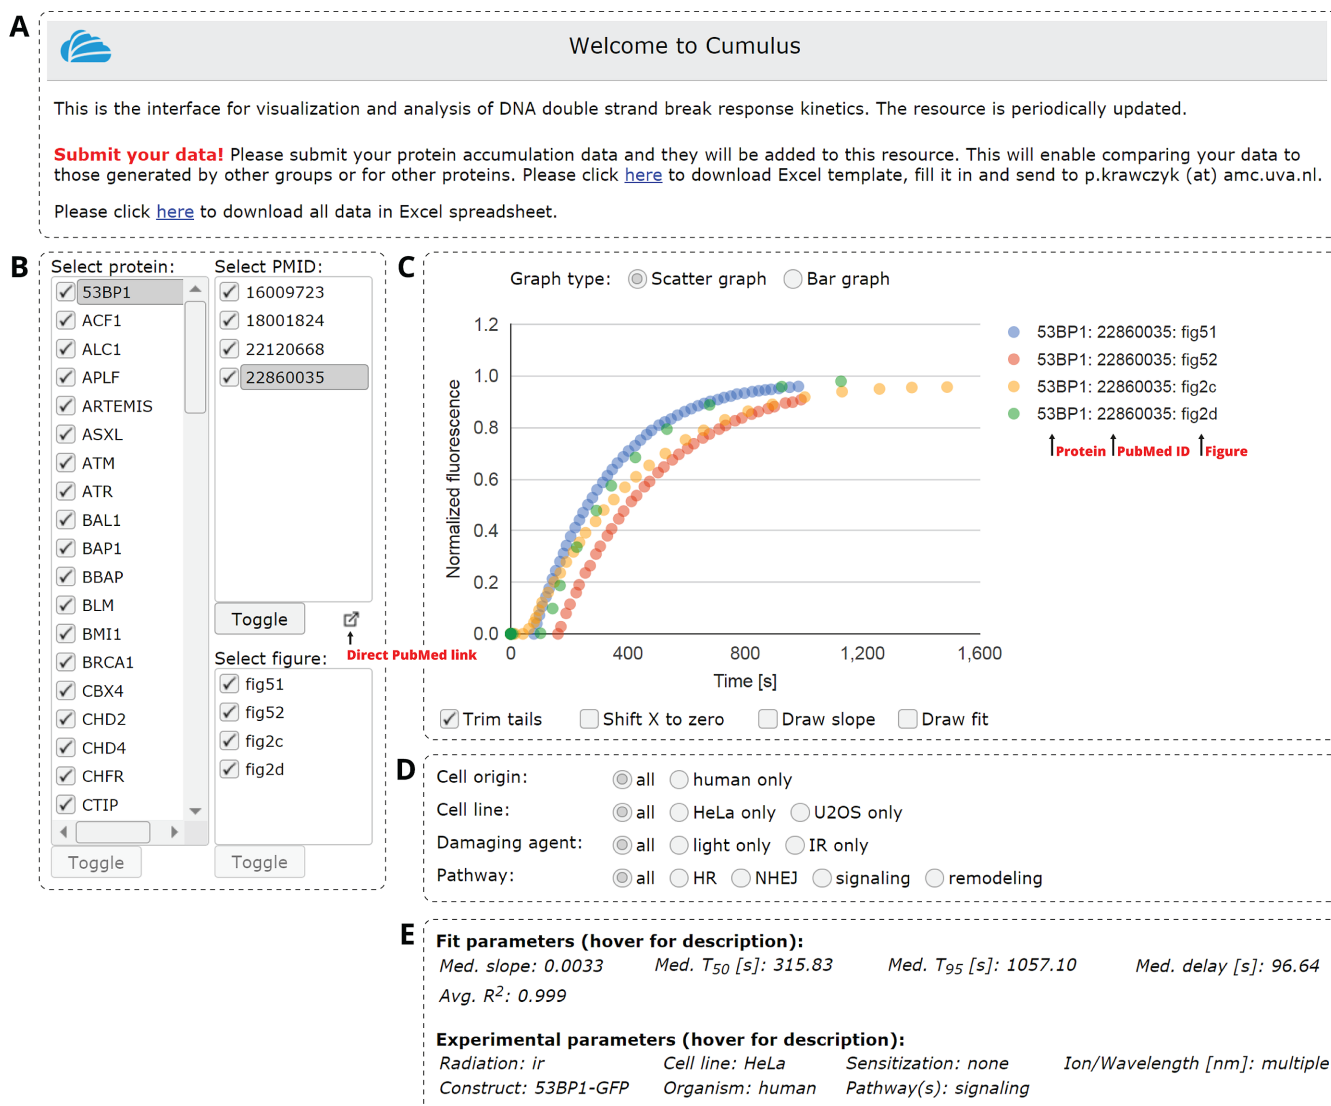 A
Welcome to Cumulus
This is the interface for visualization and analysis of DNA double strand break response kinetics. The resource is periodically updated.
Submit your data! Please submit your protein accumulation data and they will be added to this resource. This will enable comparing your data to
those generated by other groups or for other proteins. Please click here to download Excel template, fill it in and send to p.krawczyk (at) amc.uva.nl.
Please click here to download all data in Excel spreadsheet.
B
Select protein:
53BP1
ACF1
ALC1
APLF
ARTEMIS
ASXL
ATM
ATR
BAL1
BAP1
BBAP
BLM
BMI1
BRCA1
CBX4
CHD2
CHD4
CHFR
CTIP
Toggle
Select PMID:
16009723
18001824
22120668
22860035
Toggle
Direct PubMed link
Select figure:
fig51
fig52
fig2c
fig2d
Toggle
C
Graph type: Scatter graph Bar graph
Normalized fluorescence
1.2
1.0
0.8
0.6
0.4
0.2
0.0
0 400 800 1,200 1,600
Time [s]
53BP1: 22860035: fig51
53BP1: 22860035: fig52
53BP1: 22860035: fig2c
53BP1: 22860035: fig2d
Protein PubMed ID Figure
Trim tails Shift X to zero Draw slope Draw fit
D
Cell origin: all human only
Cell line: all HeLa only U2OS only
Damaging agent: all light only IR only
Pathway: all HR NHEJ signaling remodeling
E
Fit parameters (hover for description):
Med. slope: 0.0033 Med. T50 [s]: 315.83 Med. T95 [s]: 1057.10 Med. delay [s]: 96.64
Avg. R2: 0.999
Experimental parameters (hover for description):
Radiation: ir Cell line: HeLa Sensitization: none Ion/Wavelength [nm]: multiple
Construct: 53BP1-GFP Organism: human Pathway(s): signaling